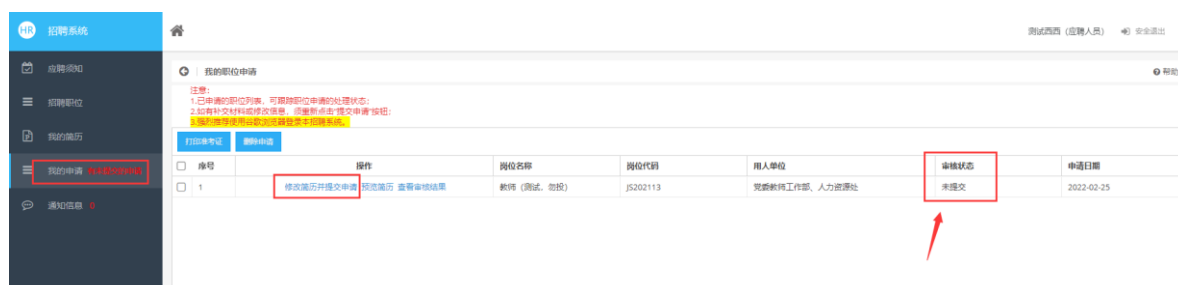 HR 招聘系统
测试西西（应聘人员） 安全退出
应聘须知
招聘职位
我的简历
我的申请
通知信息 0
我的职位申请 帮助
注意：
1.已申请的职位列表，可跟踪职位申请的处理状态；
2.如有补交材料或修改信息，须重新点击“提交申请”按钮；
3.强烈推荐使用谷歌浏览器登录本招聘系统。
打印准考证 删除申请
序号 操作 岗位名称 岗位代码 用人单位 审核状态 申请日期
1 修改简历并提交申请 预览简历 查看审核结果 教师（测试，勿投） JS202113 党委教师工作部、人力资源处 未提交 2022-02-25